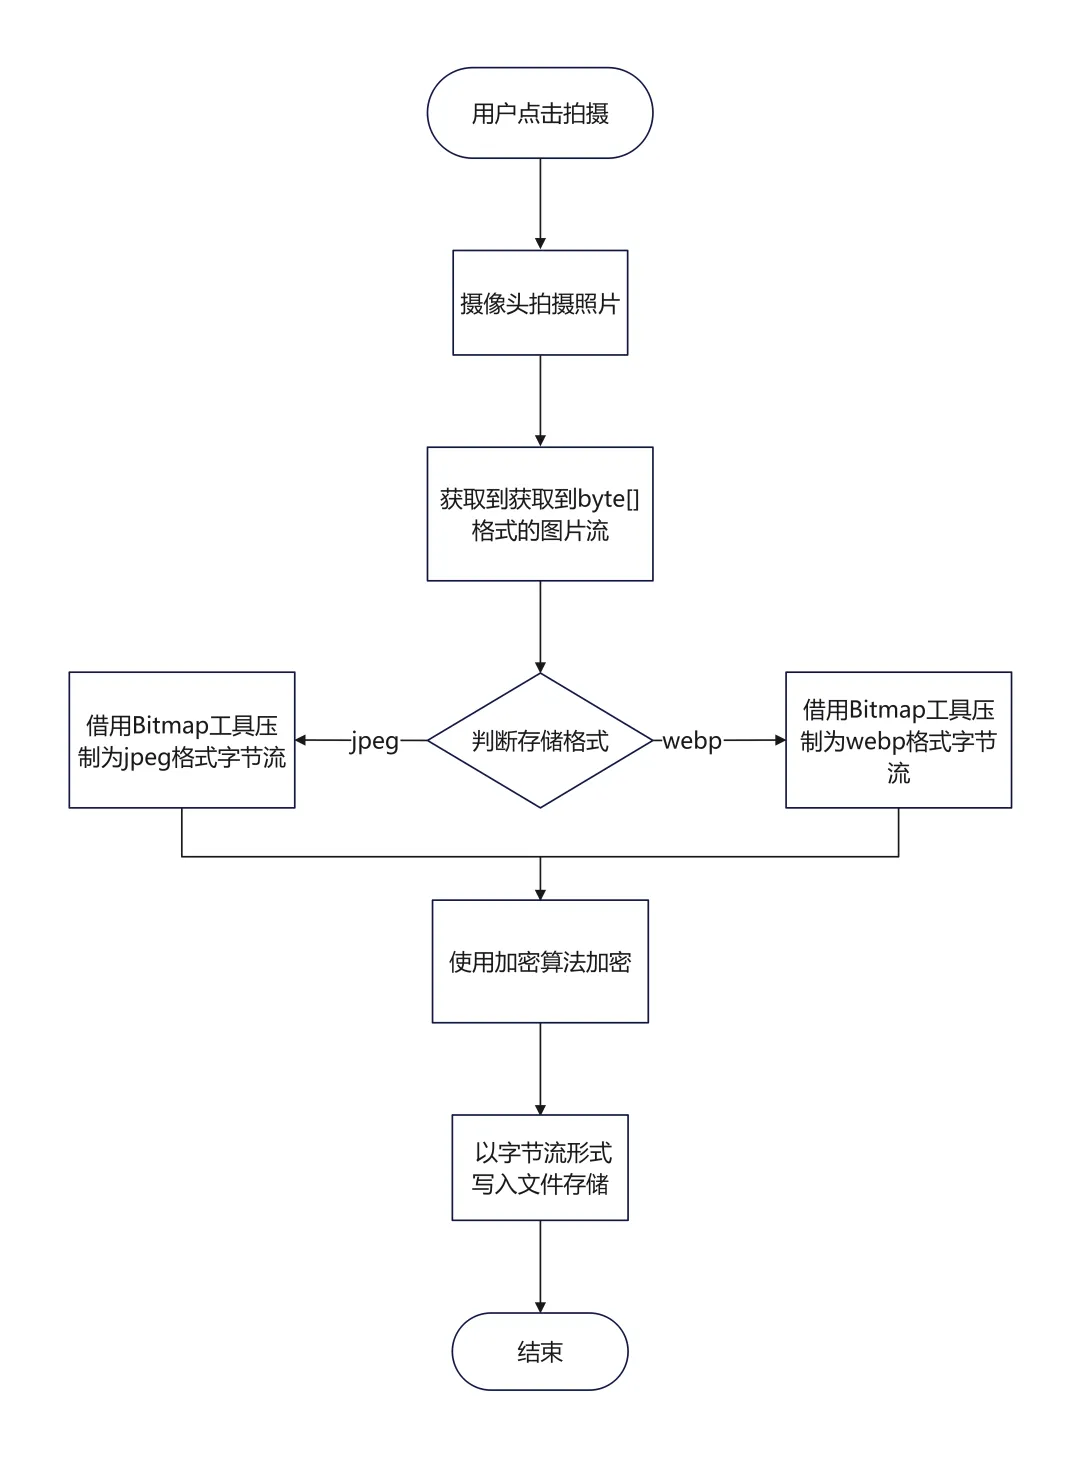 用户点击拍摄
摄像头拍摄照片
获取到获取到byte[]
格式的图片流
借用Bitmap工具压
制为jpeg格式字节流
jpeg
判断存储格式
webp
借用Bitmap工具压
制为webp格式字节
流
使用加密算法加密
以字节流形式
写入文件存储
结束